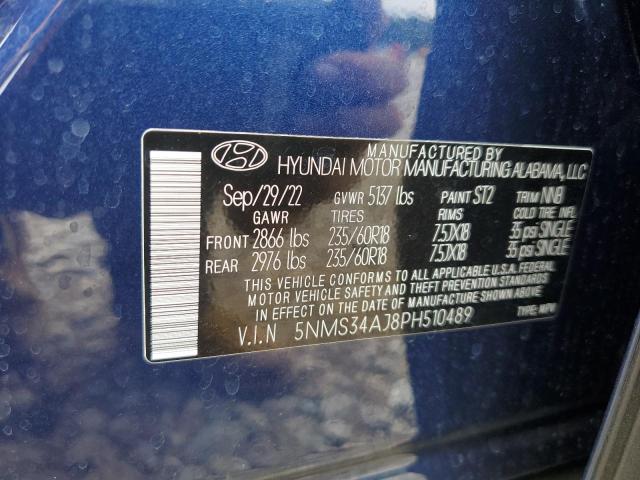 MANUFACTURED BY
HYUNDAI MOTOR MANUFACTURING ALABAMA, LLC
Sep/29/22 GVWR 5137 lbs PAINT ST2 TRIM NNB
GAWR TIRES RIMS COLD TIRE INFL
FRONT 2866 lbs 235/60R18 7.5JX18 35 psi SINGLE
REAR 2976 lbs 235/60R18 7.5JX18 35 psi SINGLE
THIS VEHICLE CONFORMS TO ALL APPLICABLE U.S.A. FEDERAL
MOTOR VEHICLE SAFETY AND THEFT PREVENTION STANDARDS
IN EFFECT ON THE DATE OF MANUFACTURE SHOWN ABOVE.
V.I.N 5NMS34AJ8PH510489 TYPE: MPV